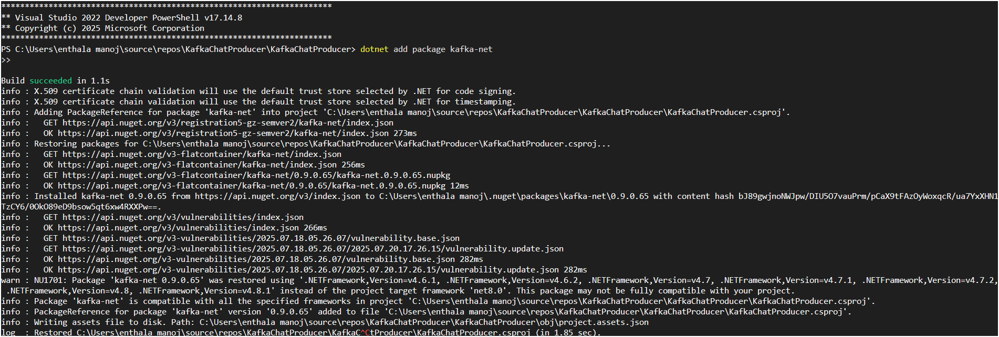 **********************************************************************
** Visual Studio 2022 Developer PowerShell v17.14.8
** Copyright (c) 2025 Microsoft Corporation
**********************************************************************
PS C:\Users\enthala manoj\source\repos\KafkaChatProducer\KafkaChatProducer> dotnet add package kafka-net
>>
Build succeeded in 1.1s
info : X.509 certificate chain validation will use the default trust store selected by .NET for code signing.
info : X.509 certificate chain validation will use the default trust store selected by .NET for timestamping.
info : Adding PackageReference for package 'kafka-net' into project 'C:\Users\enthala manoj\source\repos\KafkaChatProducer\KafkaChatProducer\KafkaChatProducer.csproj'.
info :   GET https://api.nuget.org/v3/registration5-gz-semver2/kafka-net/index.json
info :   OK https://api.nuget.org/v3/registration5-gz-semver2/kafka-net/index.json 273ms
info : Restoring packages for C:\Users\enthala manoj\source\repos\KafkaChatProducer\KafkaChatProducer\KafkaChatProducer.csproj...
info :   GET https://api.nuget.org/v3-flatcontainer/kafka-net/index.json
info :   OK https://api.nuget.org/v3-flatcontainer/kafka-net/index.json 256ms
info :   GET https://api.nuget.org/v3-flatcontainer/kafka-net/0.9.0.65/kafka-net.0.9.0.65.nupkg
info :   OK https://api.nuget.org/v3-flatcontainer/kafka-net/0.9.0.65/kafka-net.0.9.0.65.nupkg 12ms
info : Installed kafka-net 0.9.0.65 from https://api.nuget.org/v3/index.json to C:\Users\enthala manoj\.nuget\packages\kafka-net\0.9.0.65 with content hash bJ89gwjnoNWJpw/DIU5O7vauPrm/pCaX9tFAzOyWoxqcR/ua7YxXHN1
TzCY6/0OkO89eD9bsow5qt6xw4RXXPw==.
info :   GET https://api.nuget.org/v3/vulnerabilities/index.json
info :   OK https://api.nuget.org/v3/vulnerabilities/index.json 266ms
info :   GET https://api.nuget.org/v3-vulnerabilities/2025.07.18.05.26.07/vulnerability.base.json
info :   GET https://api.nuget.org/v3-vulnerabilities/2025.07.18.05.26.07/2025.07.20.17.26.15/vulnerability.update.json
info :   OK https://api.nuget.org/v3-vulnerabilities/2025.07.18.05.26.07/vulnerability.base.json 282ms
info :   OK https://api.nuget.org/v3-vulnerabilities/2025.07.18.05.26.07/2025.07.20.17.26.15/vulnerability.update.json 282ms
warn : NU1701: Package 'kafka-net 0.9.0.65' was restored using '.NETFramework,Version=v4.6.1, .NETFramework,Version=v4.6.2, .NETFramework,Version=v4.7, .NETFramework,Version=v4.7.1, .NETFramework,Version=v4.7.2,
 .NETFramework,Version=v4.8, .NETFramework,Version=v4.8.1' instead of the project target framework 'net8.0'. This package may not be fully compatible with your project.
info : Package 'kafka-net' is compatible with all the specified frameworks in project 'C:\Users\enthala manoj\source\repos\KafkaChatProducer\KafkaChatProducer\KafkaChatProducer.csproj'.
info : PackageReference for package 'kafka-net' version '0.9.0.65' added to file 'C:\Users\enthala manoj\source\repos\KafkaChatProducer\KafkaChatProducer\KafkaChatProducer.csproj'.
info : Writing assets file to disk. Path: C:\Users\enthala manoj\source\repos\KafkaChatProducer\KafkaChatProducer\obj\project.assets.json
log  : Restored C:\Users\enthala manoj\source\repos\KafkaChatProducer\KafkaC^CtProducer\KafkaChatProducer.csproj (in 1.85 sec).